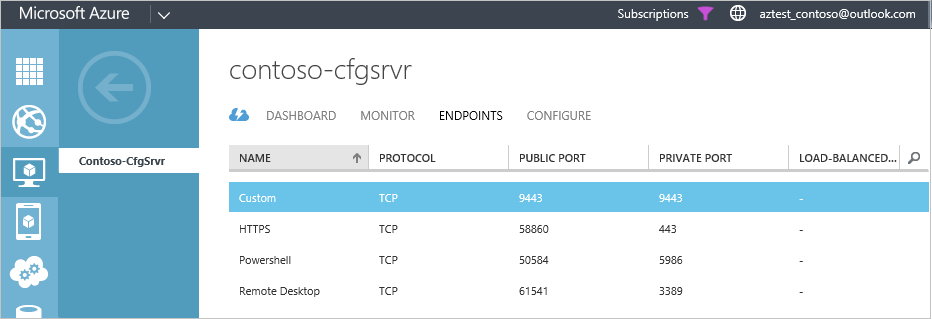 Microsoft Azure Subscriptions aztest_contoso@outlook.com
contoso-cfgsrvr
DASHBOARD MONITOR ENDPOINTS CONFIGURE
Contoso-CfgSrvr
NAME PROTOCOL PUBLIC PORT PRIVATE PORT LOAD-BALANCED...
Custom TCP 9443 9443 -
HTTPS TCP 58860 443 -
Powershell TCP 50584 5986 -
Remote Desktop TCP 61541 3389 -